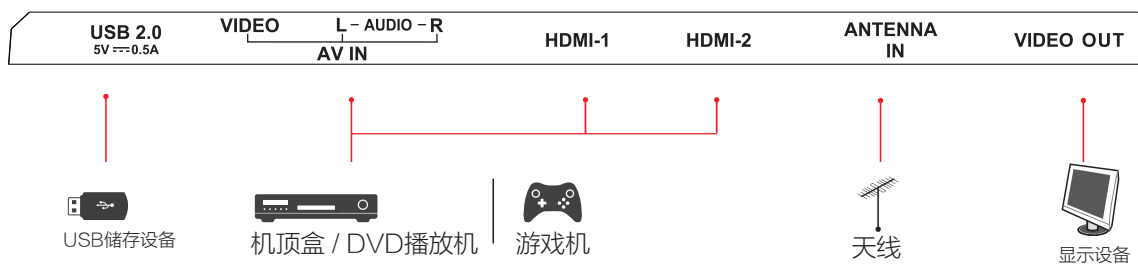 USB 2.0
5V ⎓ 0.5A
VIDEO L – AUDIO – R
AV IN
HDMI-1
HDMI-2
ANTENNA
IN
VIDEO OUT
USB储存设备
机顶盒 / DVD播放机
游戏机
天线
显示设备